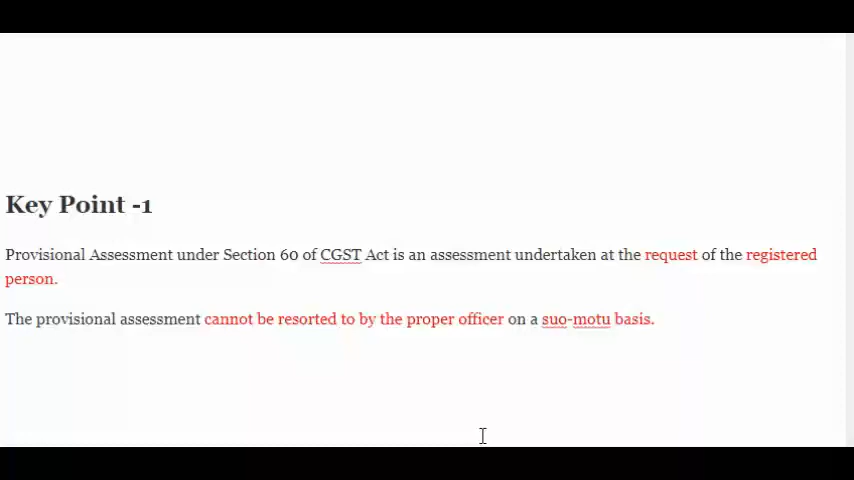 Key Point -1
Provisional Assessment under Section 60 of CGST Act is an assessment undertaken at the request of the registered
person.
The provisional assessment cannot be resorted to by the proper officer on a suo-motu basis.